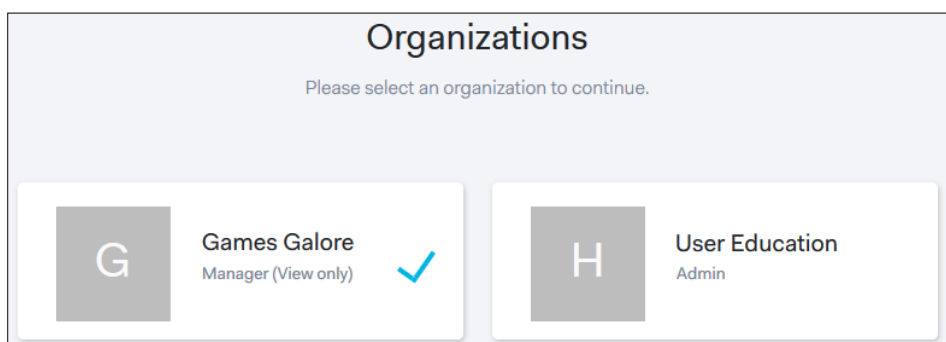 Organizations
Please select an organization to continue.
G
Games Galore
Manager (View only)
H
User Education
Admin